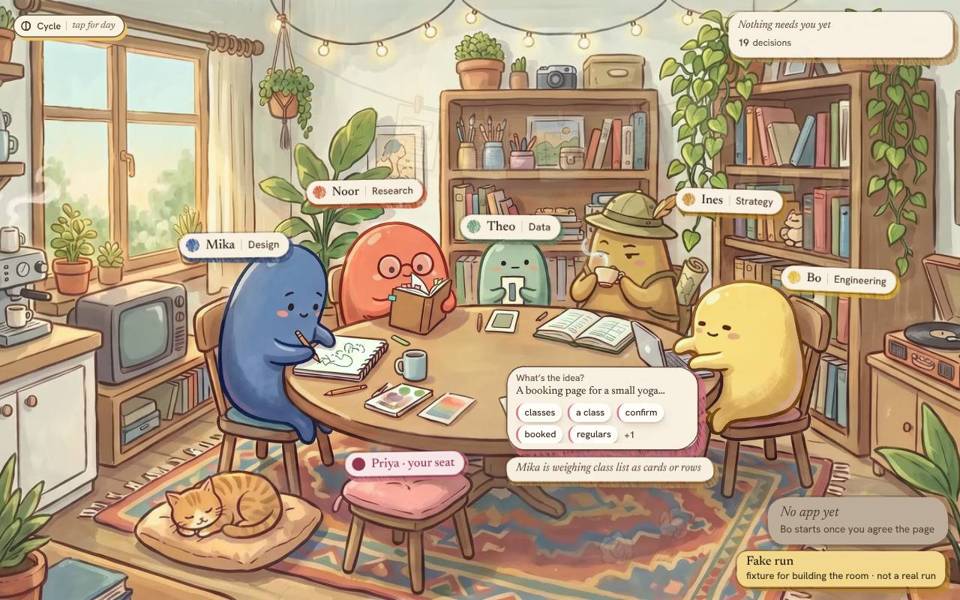 Cycle | tap for day
Nothing needs you yet
19 decisions
Noor | Research
Ines | Strategy
Theo | Data
Mika | Design
Bo | Engineering
What's the idea?
A booking page for a small yoga...
classes
a class
confirm
booked
regulars
+1
Mika is weighing class list as cards or rows
Priya · your seat
No app yet
Bo starts once you agree the page
Fake run
fixture for building the room · not a real run